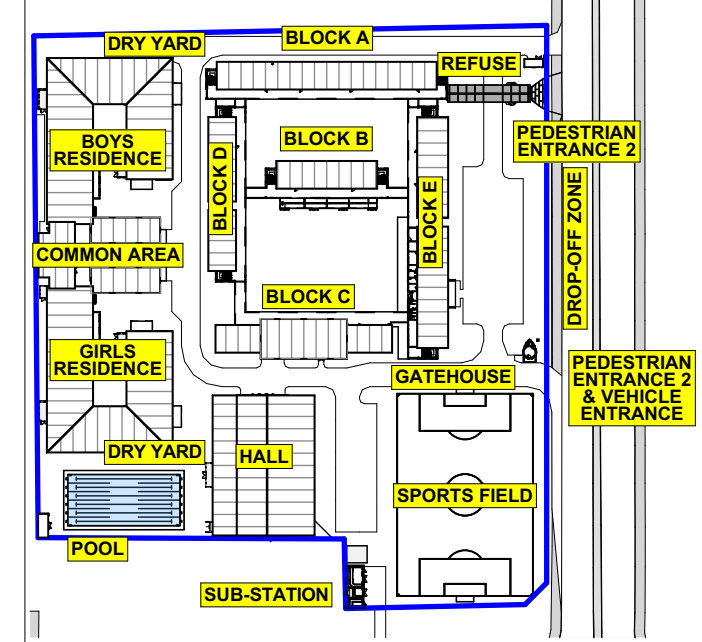 DRY YARD
BLOCK A
REFUSE
BOYS
RESIDENCE
BLOCK B
PEDESTRIAN
ENTRANCE 2
BLOCK D
BLOCK E
DROP-OFF ZONE
COMMON AREA
BLOCK C
GIRLS
RESIDENCE
GATEHOUSE
PEDESTRIAN
ENTRANCE 2
& VEHICLE
ENTRANCE
DRY YARD
HALL
SPORTS FIELD
POOL
SUB-STATION